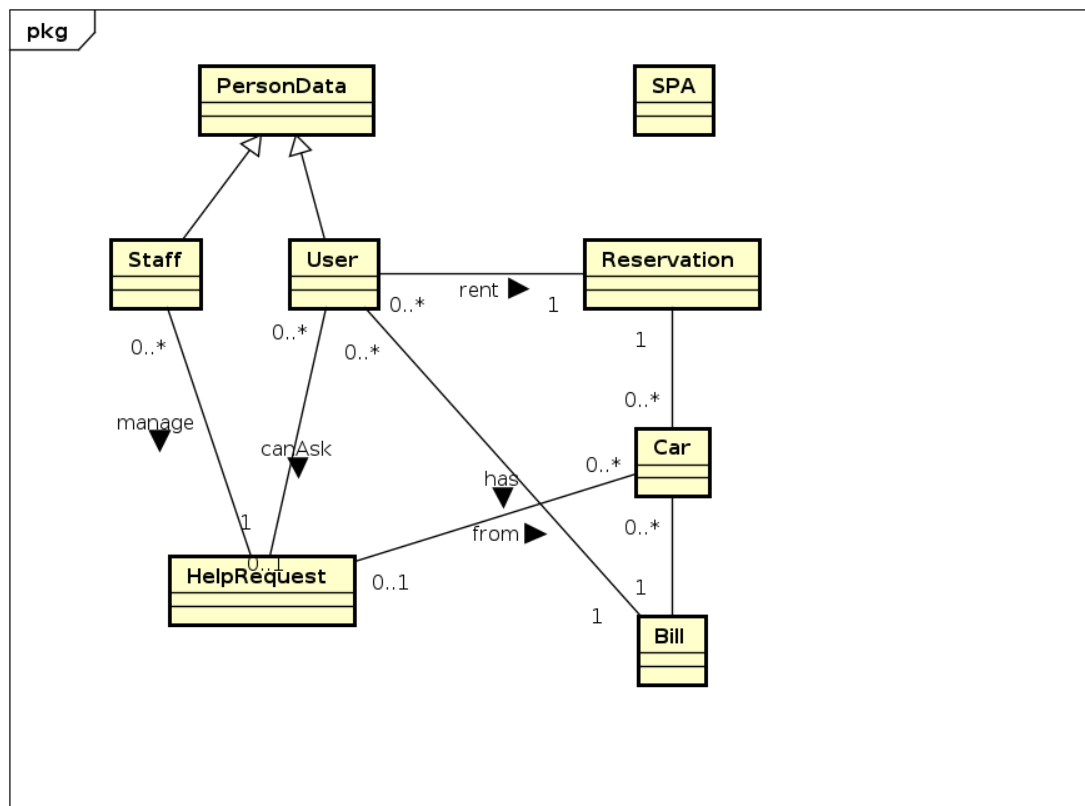 pkg
PersonData
SPA
Staff
User
Reservation
rent
0..*
1
0..*
0..*
0..*
1
0..*
manage
canAsk
Car
0..*
has
0..*
from
1
0..1
0..1
HelpRequest
1
1
Bill